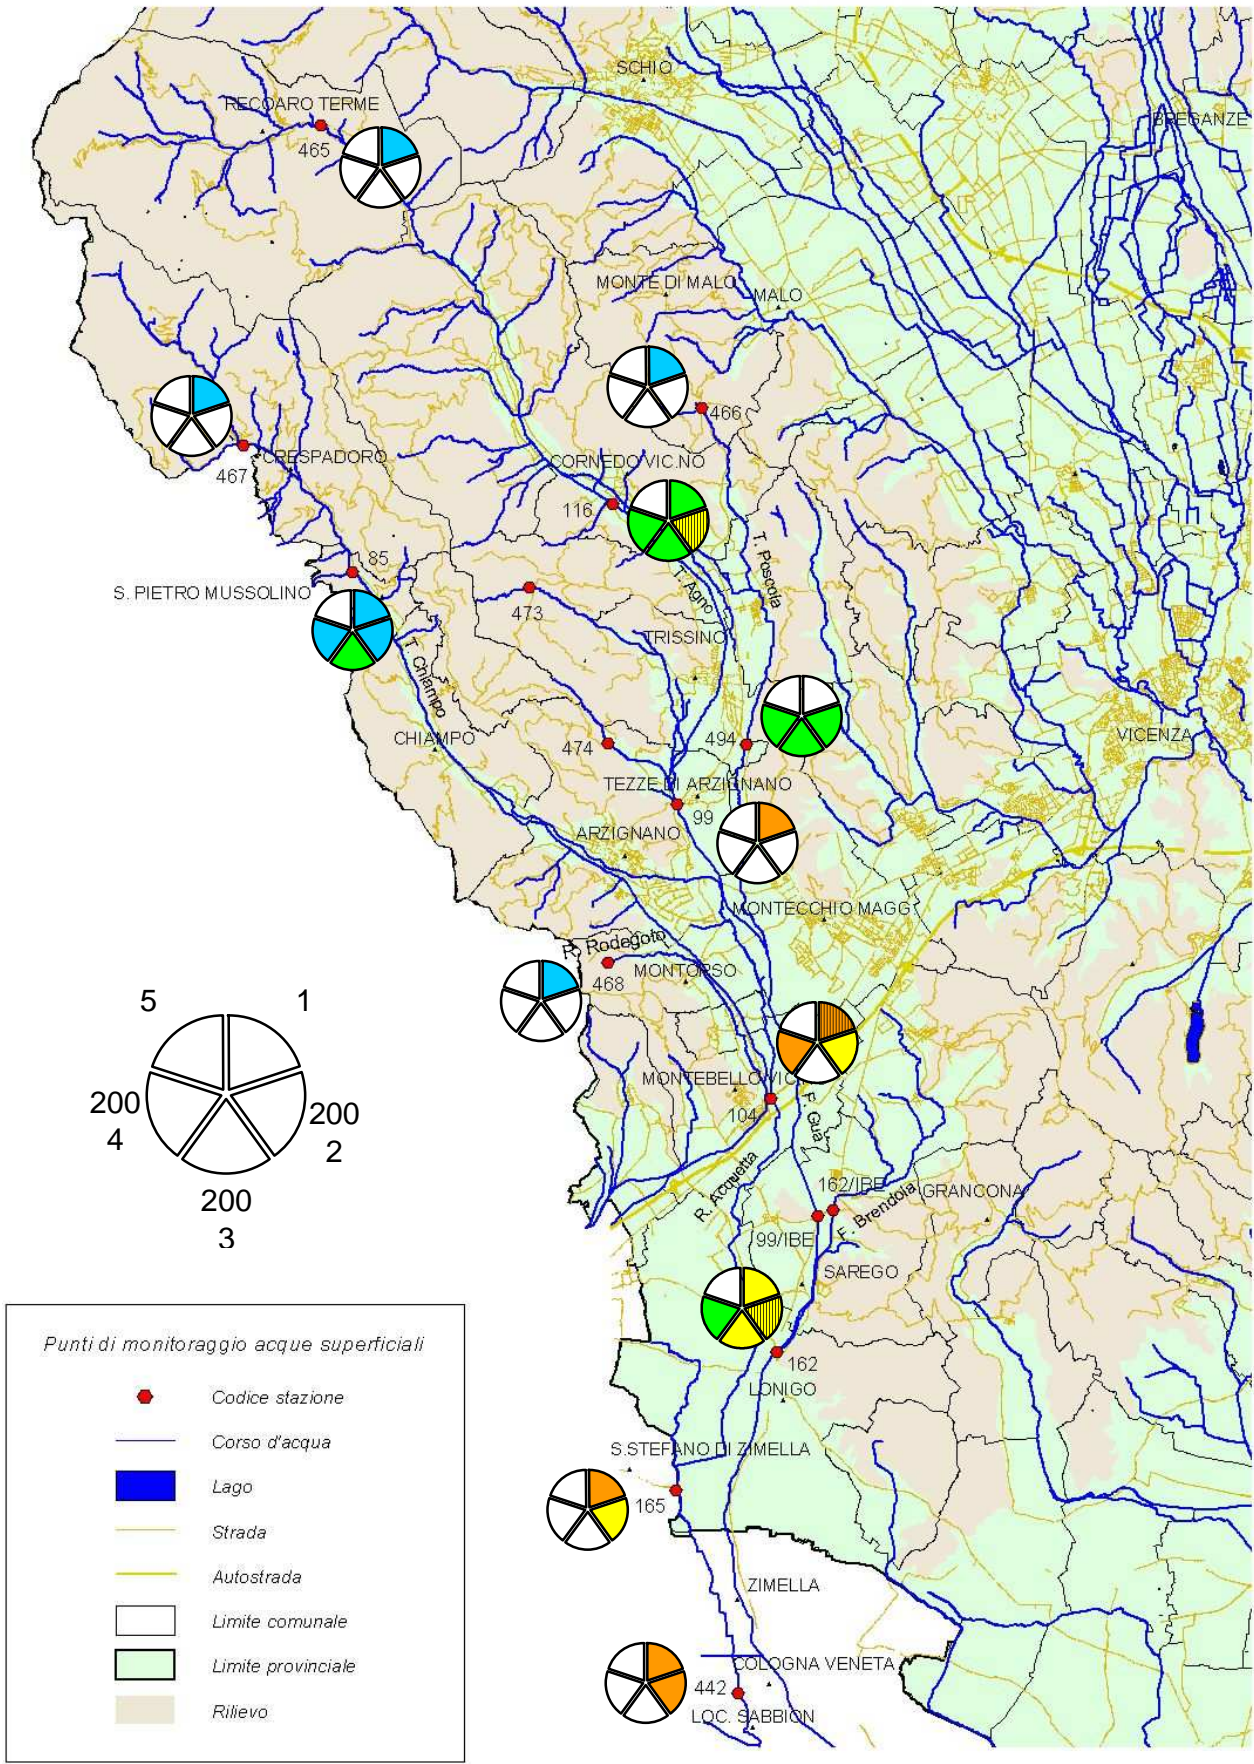 SCHIO
RECOARO TERME
BREGANZE
465
MONTE DI MALO
MALO
466
CRESPADORO
467
CORNEDO VIC.NO
116
85
S. PIETRO MUSSOLINO
473
T. Agno
T. Poscola
TRISSINO
T. Chiampo
CHIAMPO
474
494
VICENZA
TEZZE DI ARZIGNANO
99
ARZIGNANO
MONTECCHIO MAGG
R. Rodegoto
468
MONTORSO
5
1
200
4
200
2
200
3
MONTEBELLO VIC.
104
F. Guà
R. Acquetta
162/IBE
GRANCONA
F. Brendola
99/IBE
SAREGO
162
LONIGO
S.STEFANO DI ZIMELLA
165
ZIMELLA
COLOGNA VENETA
442
LOC. SABBION
Punti di monitoraggio acque superficiali
Codice stazione
Corso d'acqua
Lago
Strada
Autostrada
Limite comunale
Limite provinciale
Rilievo